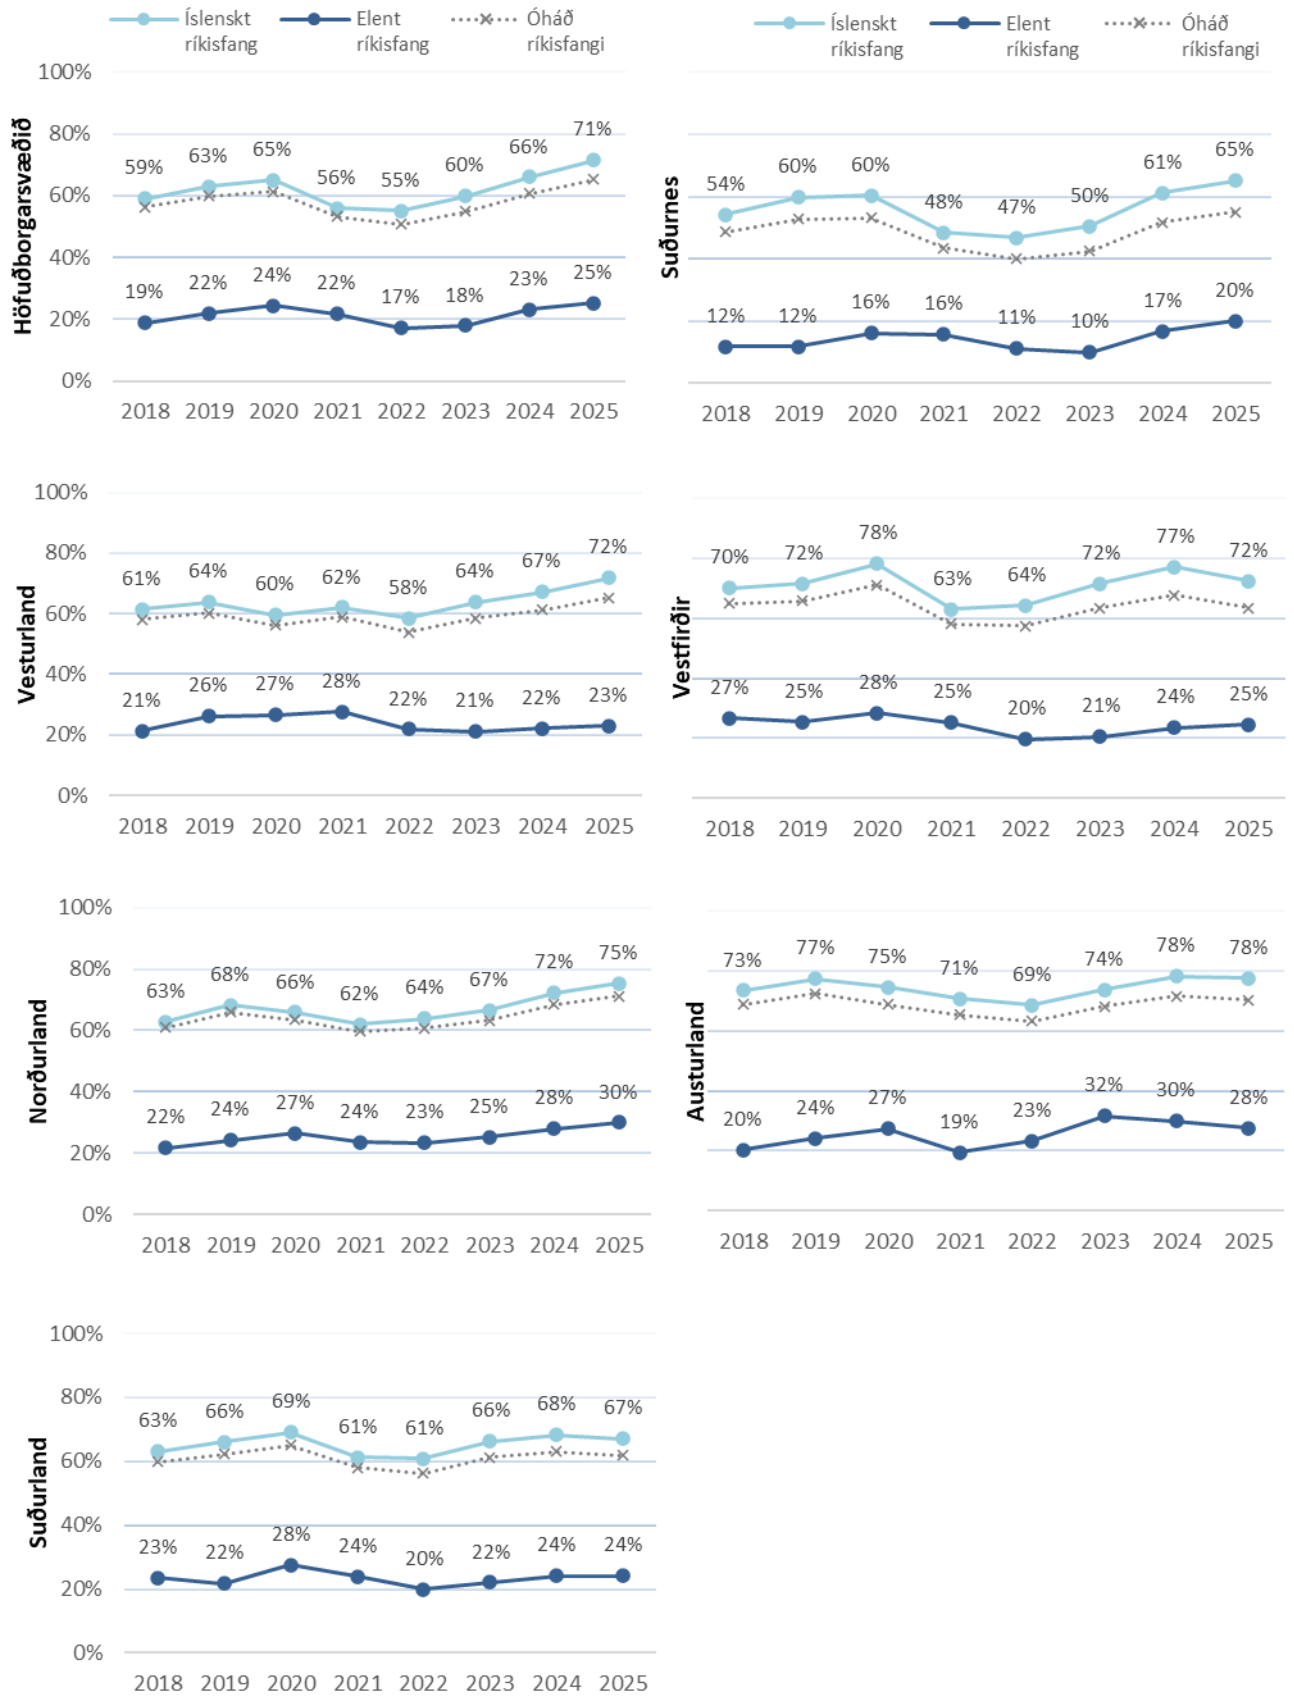 Íslenskt ríkisfang
Elent ríkisfang
Óháð ríkisfangi
Íslenskt ríkisfang
Elent ríkisfang
Óháð ríkisfangi
Höfuðborgarsvæðið
100%
80%
60%
40%
20%
0%
59% 63% 65% 56% 55% 60% 66% 71%
19% 22% 24% 22% 17% 18% 23% 25%
2018 2019 2020 2021 2022 2023 2024 2025
Suðurnes
54% 60% 60% 48% 47% 50% 61% 65%
12% 12% 16% 16% 11% 10% 17% 20%
2018 2019 2020 2021 2022 2023 2024 2025
Vesturland
100%
80%
60%
40%
20%
0%
61% 64% 60% 62% 58% 64% 67% 72%
21% 26% 27% 28% 22% 21% 22% 23%
2018 2019 2020 2021 2022 2023 2024 2025
Vestfirðir
70% 72% 78% 63% 64% 72% 77% 72%
27% 25% 28% 25% 20% 21% 24% 25%
2018 2019 2020 2021 2022 2023 2024 2025
Norðurland
100%
80%
60%
40%
20%
0%
63% 68% 66% 62% 64% 67% 72% 75%
22% 24% 27% 24% 23% 25% 28% 30%
2018 2019 2020 2021 2022 2023 2024 2025
Austurland
73% 77% 75% 71% 69% 74% 78% 78%
20% 24% 27% 19% 23% 32% 30% 28%
2018 2019 2020 2021 2022 2023 2024 2025
Suðurland
100%
80%
60%
40%
20%
0%
63% 66% 69% 61% 61% 66% 68% 67%
23% 22% 28% 24% 20% 22% 24% 24%
2018 2019 2020 2021 2022 2023 2024 2025